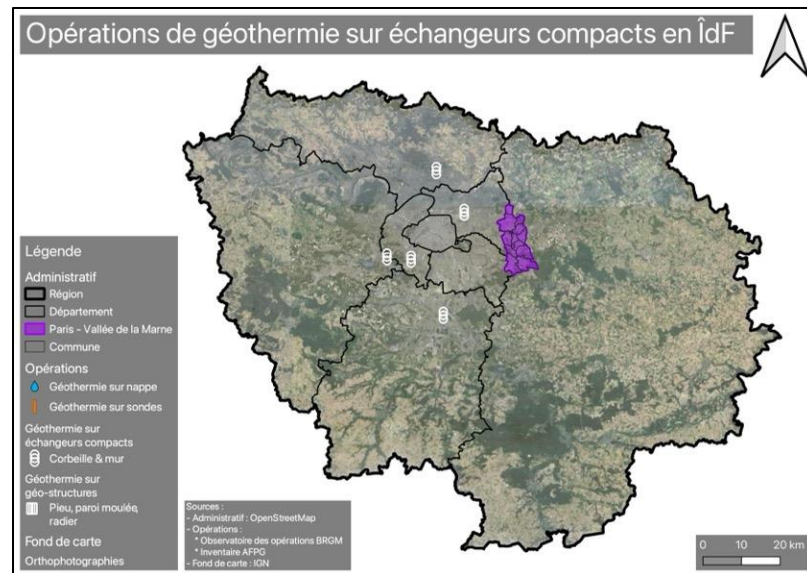 Opérations de géothermie sur échangeurs compacts en ÎdF
Légende
Administratif
Région
Département
Paris - Vallée de la Marne
Commune
Opérations
Géothermie sur nappe
Géothermie sur sondes
Géothermie sur
échangeurs compacts
Corbeille & mur
Géothermie sur
géo-structures
Pieu, paroi moulée,
radier
Fond de carte
Orthophotographies
Sources :
- Administratif : OpenStreetMap
- Opérations :
* Observatoire des opérations BRGM
* Inventaire AFPG
- Fond de carte : IGN
0 10 20 km